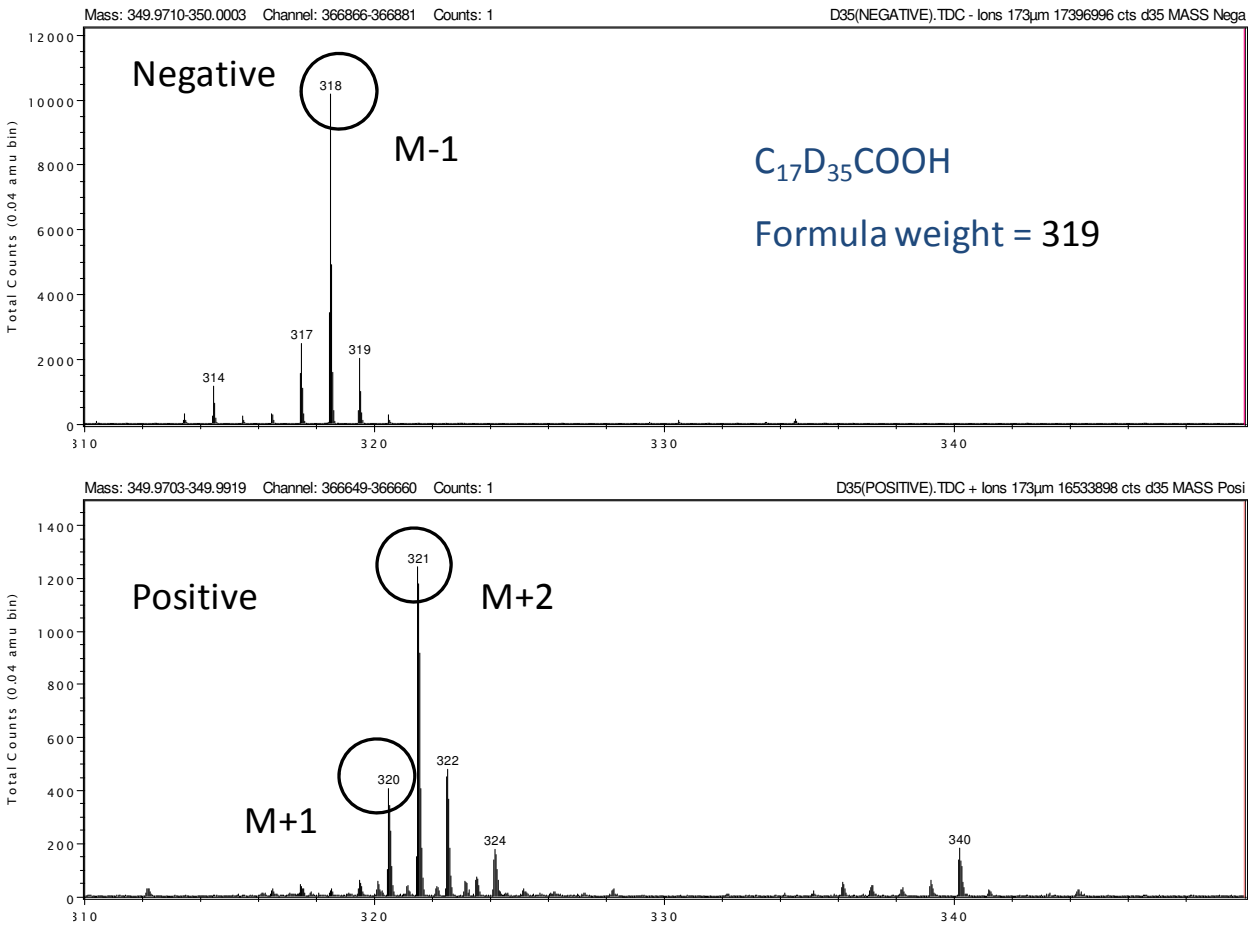 Mass: 349.9710-350.0003 Channel: 366866-366881 Counts: 1 D35(NEGATIVE).TDC - Ions 173µm 17396996 cts d35 MASS Nega
12000
10000
8000
6000
4000
2000
0
Total Counts (0.04 amu bin)
Negative
318
M-1
C₁₇D₃₅COOH
Formula weight = 319
317
319
314
310 320 330 340
Mass: 349.9703-349.9919 Channel: 366649-366660 Counts: 1 D35(POSITIVE).TDC + Ions 173µm 16533898 cts d35 MASS Posi
1400
1200
1000
800
600
400
200
0
Total Counts (0.04 amu bin)
321
Positive
M+2
320
322
M+1
324
340
310 320 330 340